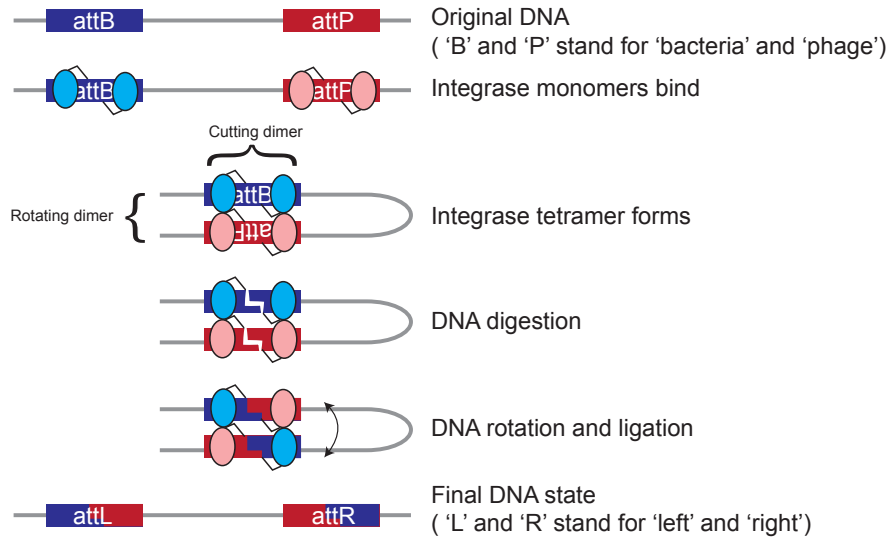 attB
attP
Original DNA
( ‘B’ and ‘P’ stand for ‘bacteria’ and ‘phage’)
attB
attP
Integrase monomers bind
Cutting dimer
attB
Rotating dimer
attP
Integrase tetramer forms
DNA digestion
DNA rotation and ligation
attL
attR
Final DNA state
( ‘L’ and ‘R’ stand for ‘left’ and ‘right’)